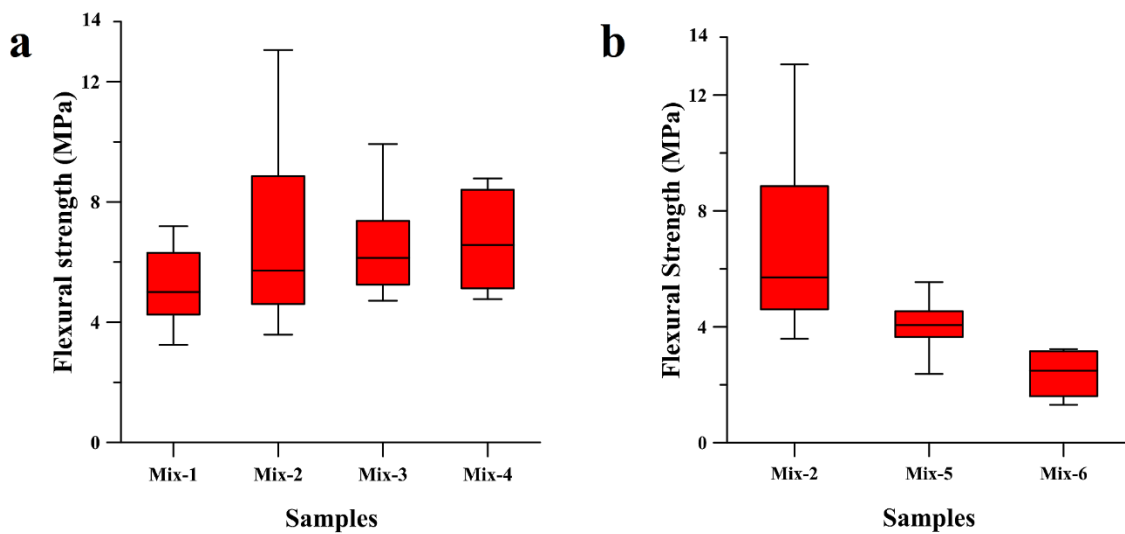 a
Flexural strength (MPa)
14
12
8
4
0
Mix-1 Mix-2 Mix-3 Mix-4
Samples
b
Flexural Strength (MPa)
14
12
8
4
0
Mix-2 Mix-5 Mix-6
Samples